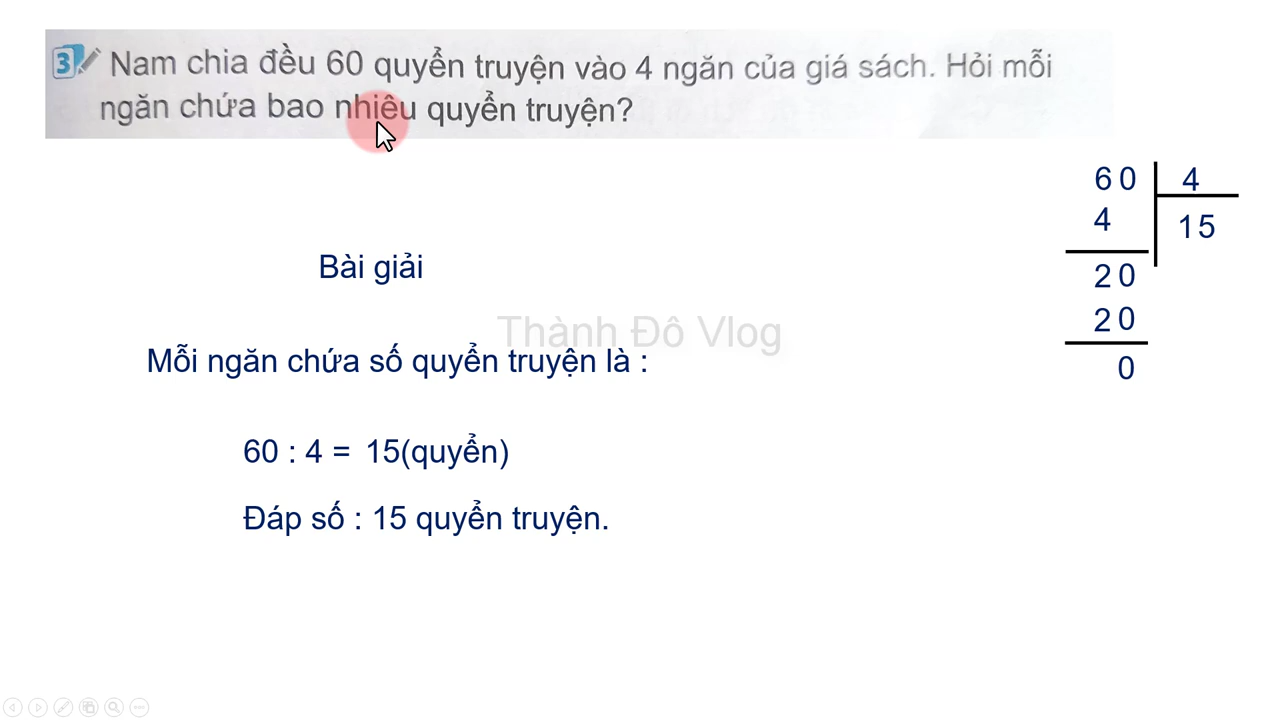 3 Nam chia đều 60 quyển truyện vào 4 ngăn của giá sách. Hỏi mỗi
ngăn chứa bao nhiêu quyển truyện?
60 4
4 15
20
20
0
Bài giải
Thành Đô Vlog
Mỗi ngăn chứa số quyển truyện là :
60 : 4 = 15(quyển)
Đáp số : 15 quyển truyện.